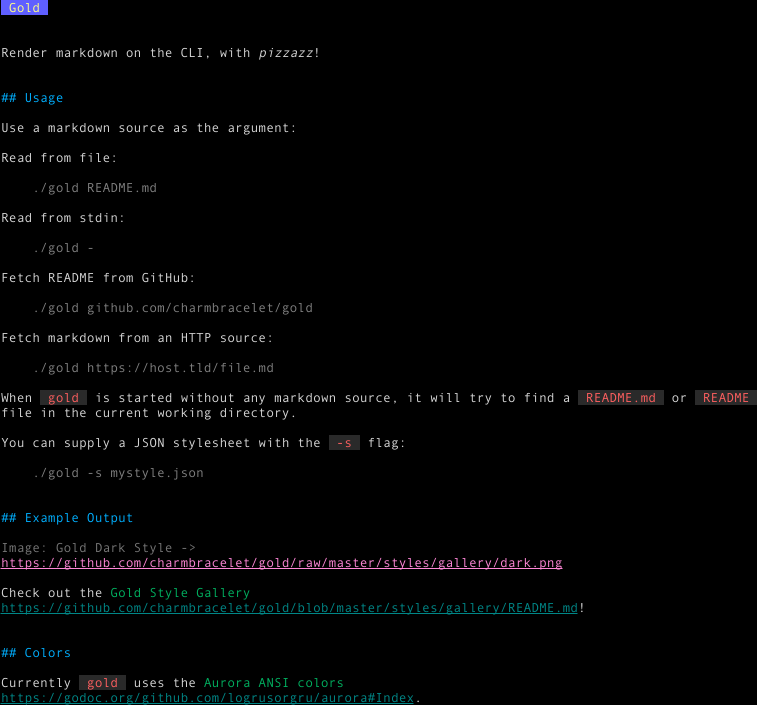 Gold
Render markdown on the CLI, with pizzazz!
## Usage
Use a markdown source as the argument:
Read from file:
./gold README.md
Read from stdin:
./gold -
Fetch README from GitHub:
./gold github.com/charmbracelet/gold
Fetch markdown from an HTTP source:
./gold https://host.tld/file.md
When gold is started without any markdown source, it will try to find a README.md or README
file in the current working directory.
You can supply a JSON stylesheet with the -s flag:
./gold -s mystyle.json
## Example Output
Image: Gold Dark Style ->
https://github.com/charmbracelet/gold/raw/master/styles/gallery/dark.png
Check out the Gold Style Gallery
https://github.com/charmbracelet/gold/blob/master/styles/gallery/README.md!
## Colors
Currently gold uses the Aurora ANSI colors
https://godoc.org/github.com/logrusorgru/aurora#Index.